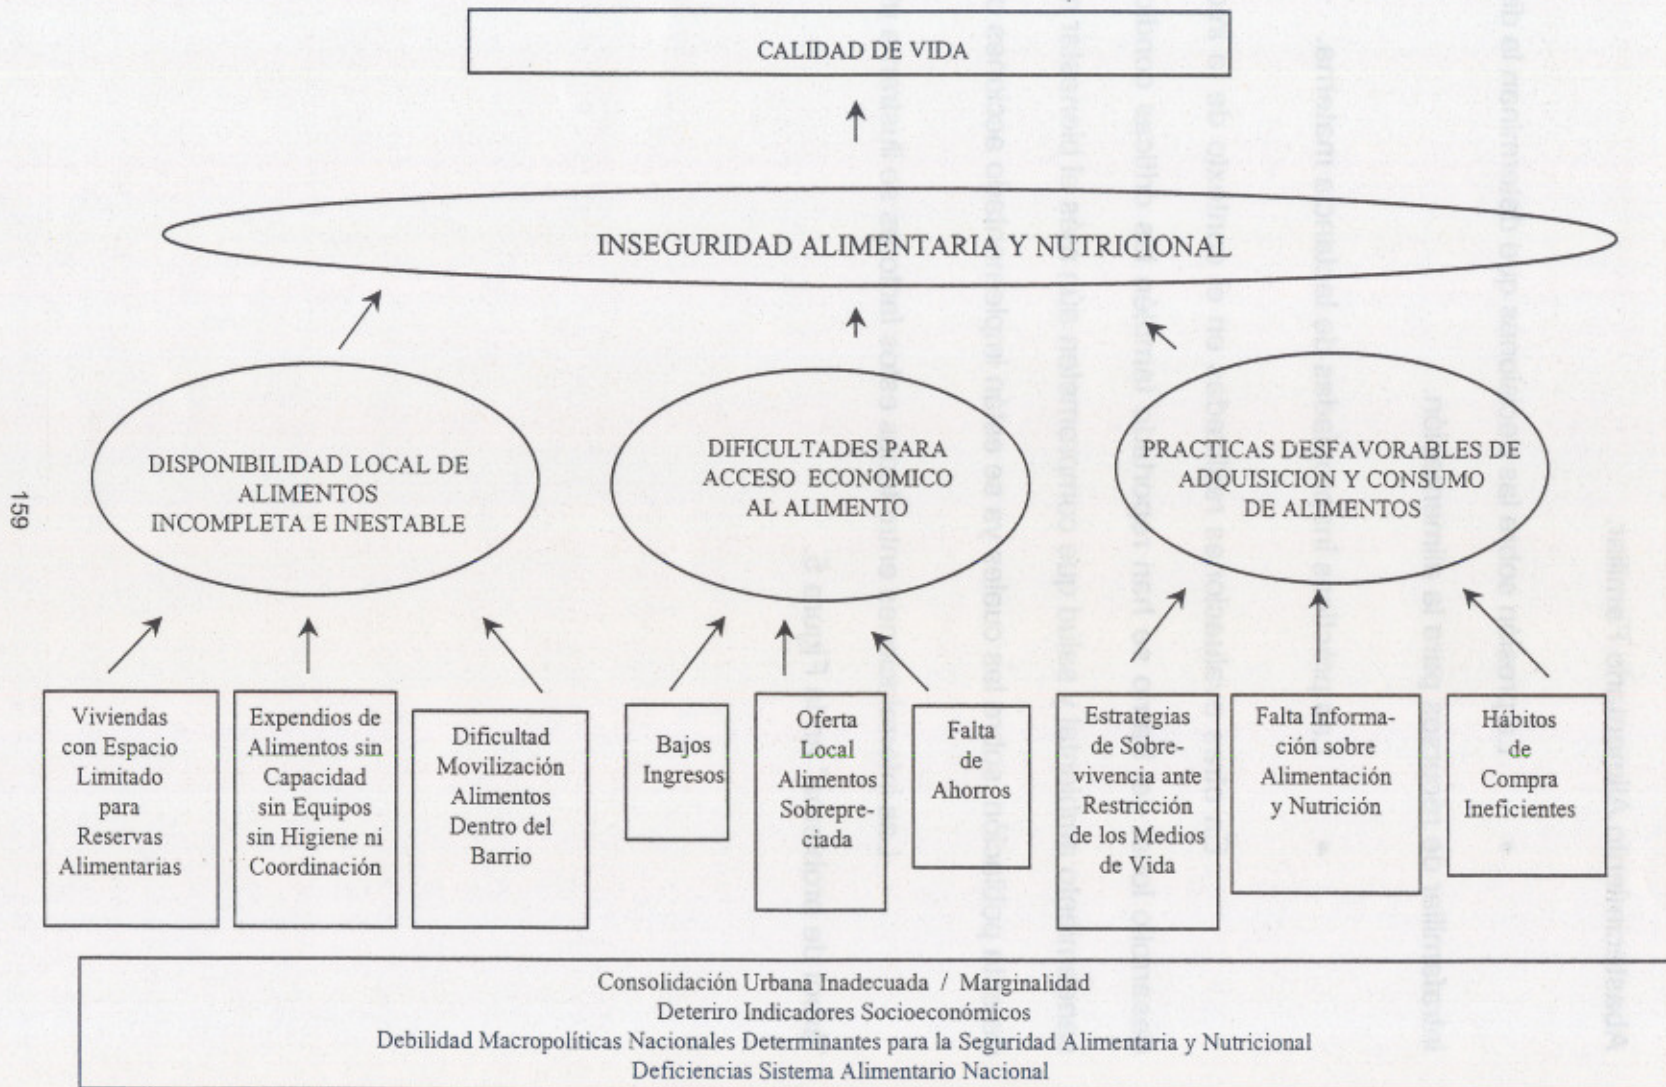 CALIDAD DE VIDA
INSEGURIDAD ALIMENTARIA Y NUTRICIONAL
DISPONIBILIDAD LOCAL DE
ALIMENTOS
INCOMPLETA E INESTABLE
DIFICULTADES PARA
ACCESO ECONOMICO
AL ALIMENTO
PRACTICAS DESFAVORABLES DE
ADQUISICION Y CONSUMO
DE ALIMENTOS
Viviendas
con Espacio
Limitado
para
Reservas
Alimentarias
Expendios de
Alimentos sin
Capacidad
sin Equipos
sin Higiene ni
Coordinación
Dificultad
Movilización
Alimentos
Dentro del
Barrio
Bajos
Ingresos
Oferta
Local
Alimentos
Sobrepre-
ciada
Falta
de
Ahorros
Estrategias
de Sobre-
vivencia ante
Restricción
de los Medios
de Vida
Falta Informa-
ción sobre
Alimentación
y Nutrición
Hábitos
de
Compra
Ineficientes
Consolidación Urbana Inadecuada / Marginalidad
Deteriro Indicadores Socioeconómicos
Debilidad Macropolíticas Nacionales Determinantes para la Seguridad Alimentaria y Nutricional
Deficiencias Sistema Alimentario Nacional
159